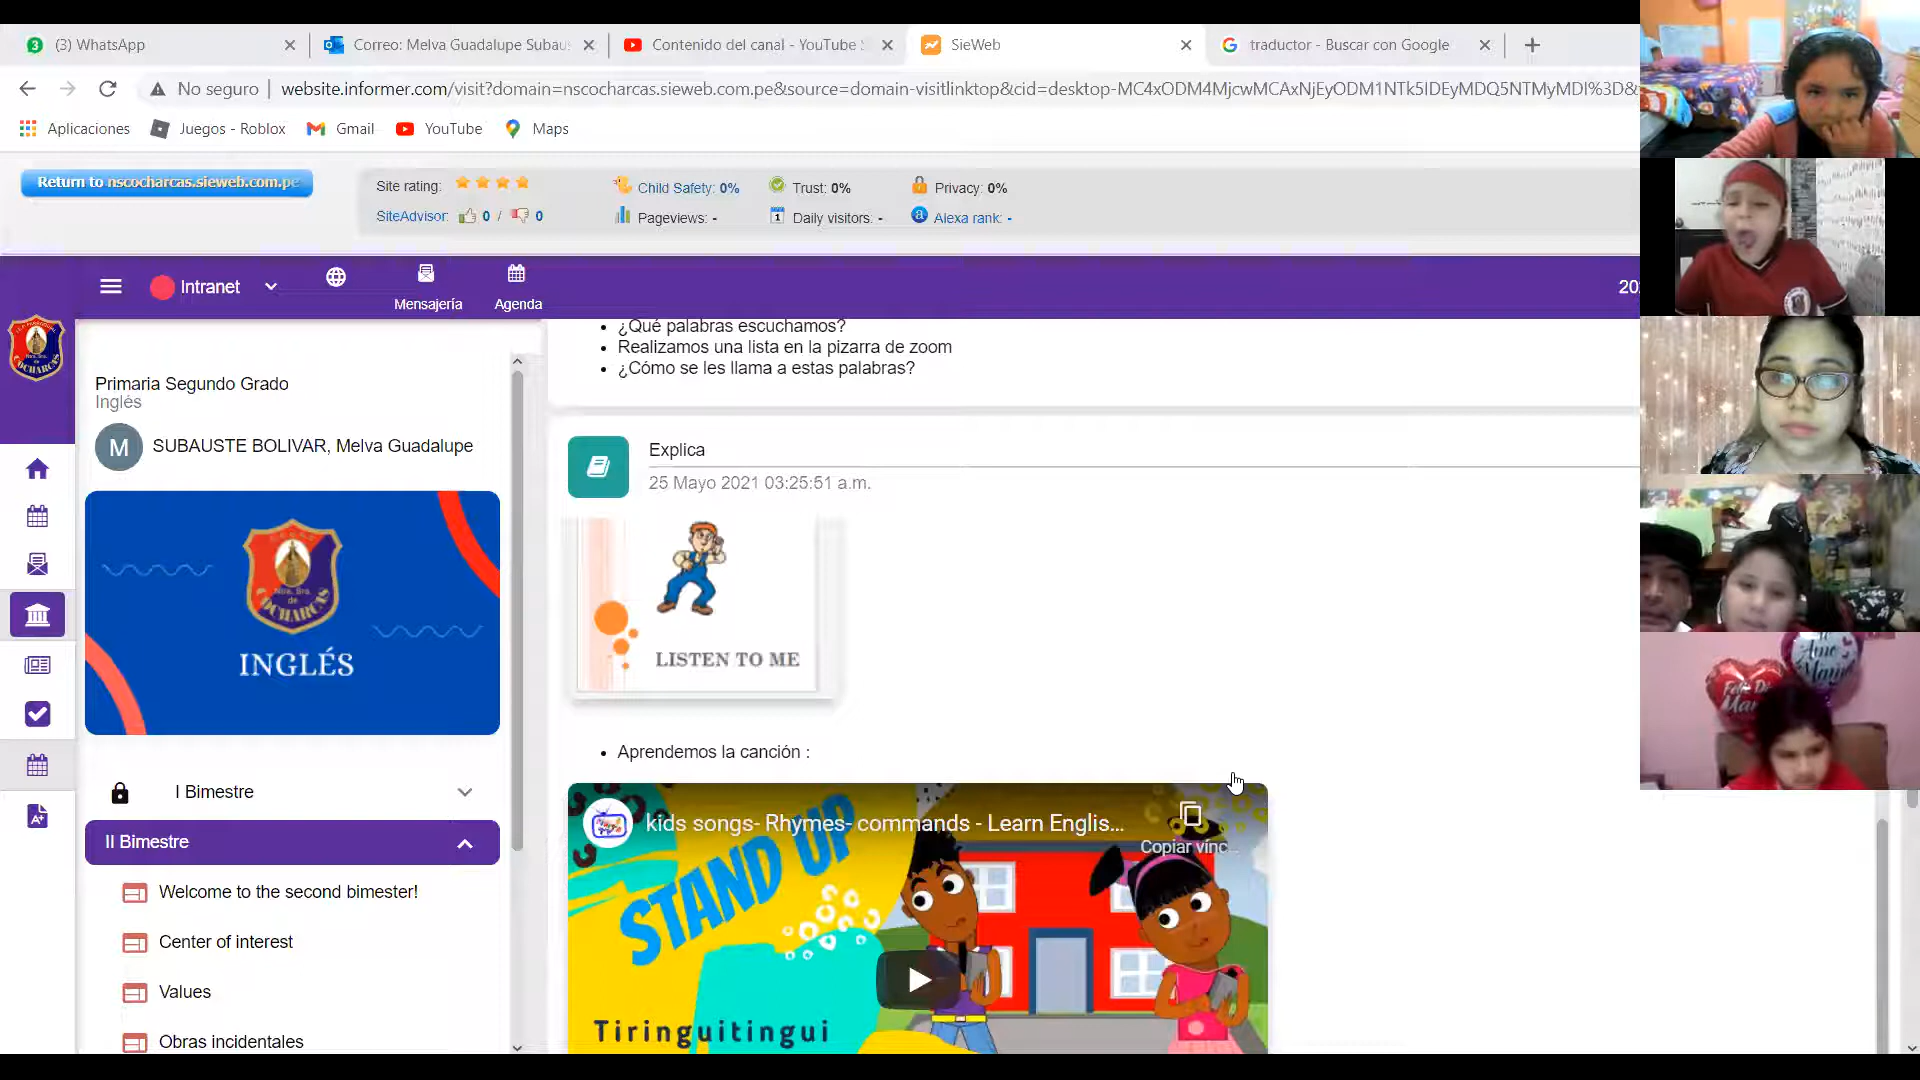 (3) WhatsApp
Correo: Melva Guadalupe Subau
Contenido del canal - YouTube
SieWeb
traductor - Buscar con Google
No seguro
website.informer.com/visit?domain=nscocharcas.sieweb.com.pe&source=domain-visitlinktop&cid=desktop-MC4xODM4MjcwMCAxNjEyODM1NTk5IDEyMDQ5NTMyMDI%3D&
Aplicaciones
Juegos - Roblox
Gmail
YouTube
Maps
Return to nscocharcas.sieweb.com.pe
Site rating:
Child Safety: 0%
Trust: 0%
Privacy: 0%
SiteAdvisor: 0 / 0
Pageviews: -
Daily visitors: -
Alexa rank: -
Intranet
Mensajería
Agenda
20
¿Qué palabras escuchamos?
Realizamos una lista en la pizarra de zoom
¿Cómo se les llama a estas palabras?
Primaria Segundo Grado
Inglés
M
SUBAUSTE BOLIVAR, Melva Guadalupe
Ntra. Sra.
de
COCHARCAS
INGLÉS
I Bimestre
II Bimestre
Welcome to the second bimester!
Center of interest
Values
Obras incidentales
Explica
25 Mayo 2021 03:25:51 a.m.
LISTEN TO ME
Aprendemos la canción :
kids songs- Rhymes- commands - Learn Englis...
Copiar vínc...
STAND UP
Tiringuitingui